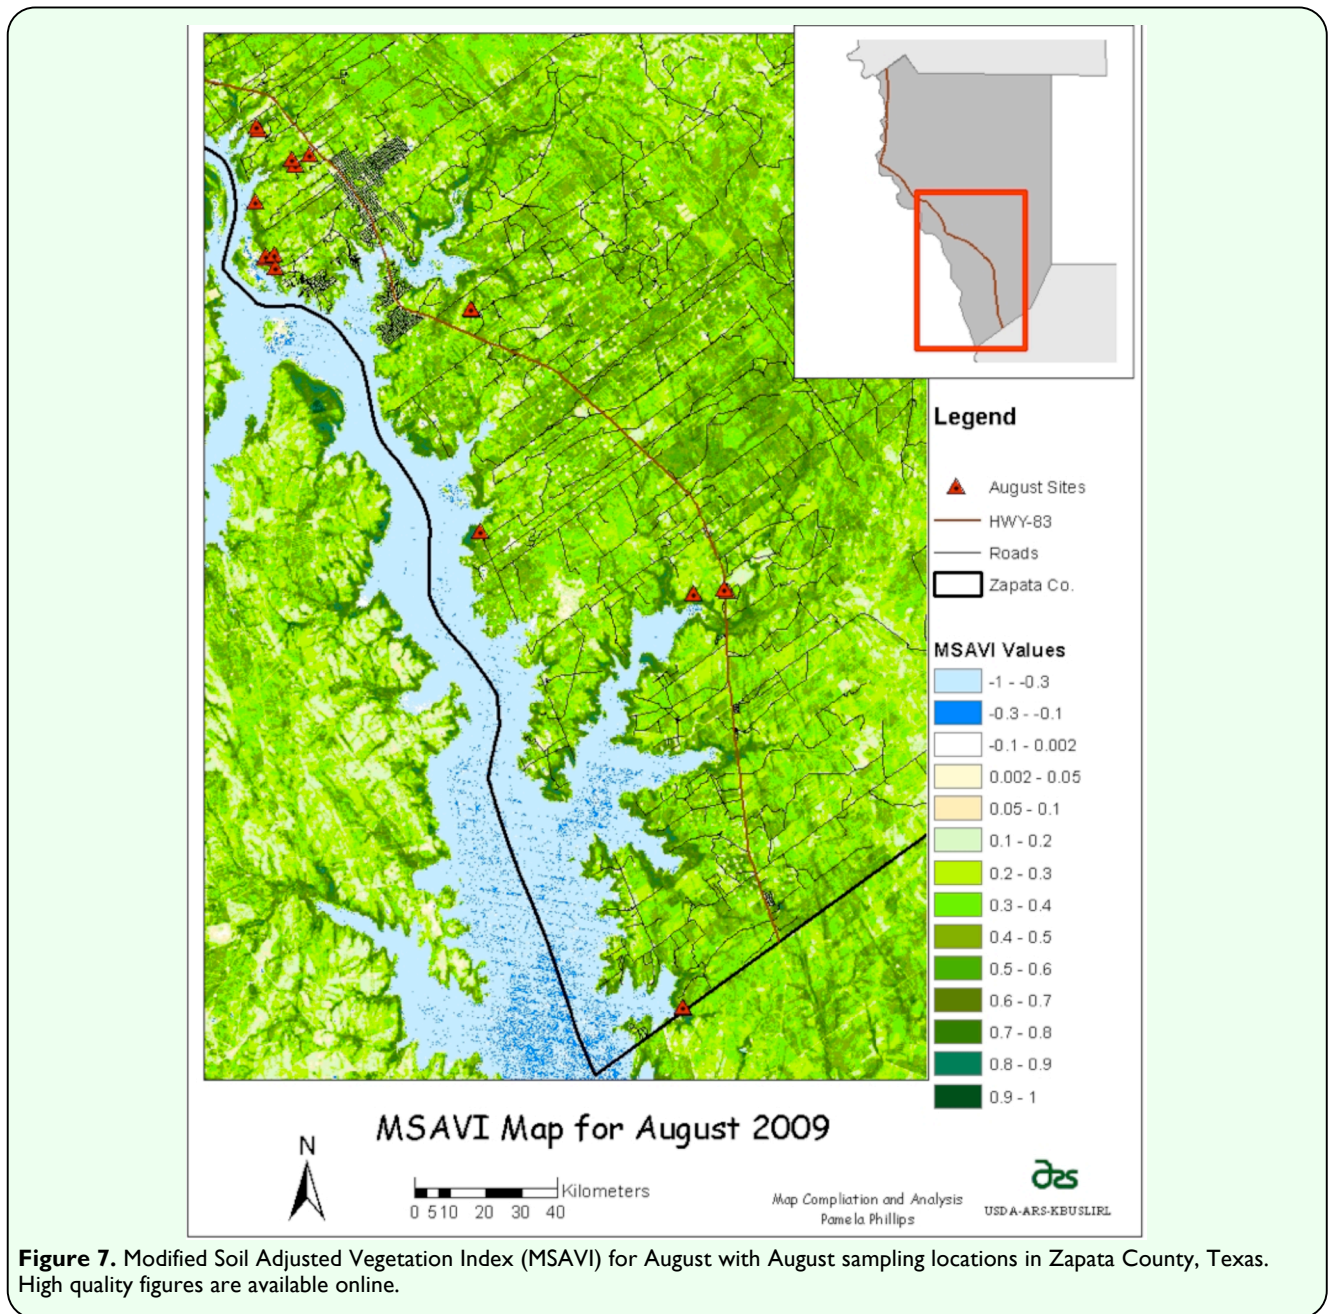 Legend
August Sites
HWY-83
Roads
Zapata Co.
MSAVI Values
-1 - -0.3
-0.3 - -0.1
-0.1 - 0.002
0.002 - 0.05
0.05 - 0.1
0.1 - 0.2
0.2 - 0.3
0.3 - 0.4
0.4 - 0.5
0.5 - 0.6
0.6 - 0.7
0.7 - 0.8
0.8 - 0.9
0.9 - 1
MSAVI Map for August 2009
N
Kilometers
0 5 10 20 30 40
Map Compliation and Analysis
Pamela Phillips
ars
USDA-ARS-KBUSLIRL
Figure 7. Modified Soil Adjusted Vegetation Index (MSAVI) for August with August sampling locations in Zapata County, Texas.
High quality figures are available online.